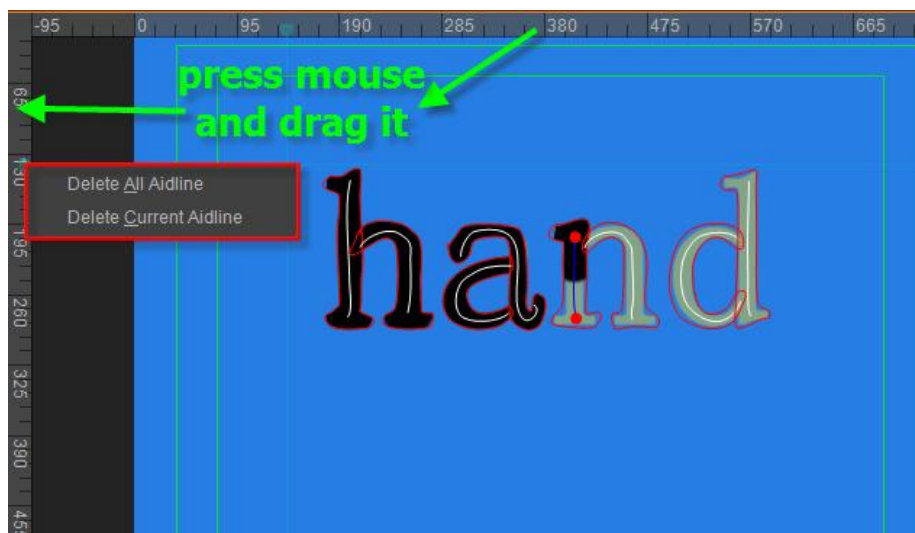 -95 0 95 190 285 380 475 570 665
press mouse
and drag it
65
130
Delete All Aidline
Delete Current Aidline
195
hand
260
325
390
455